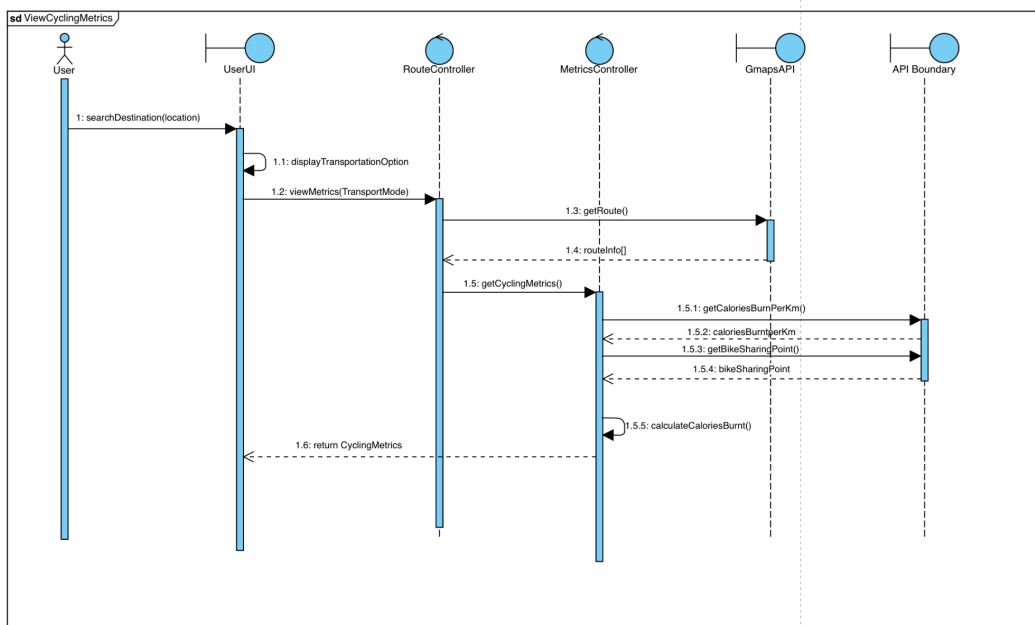 sd ViewCyclingMetrics
User
UserUI
RouteController
MetricsController
GmapsAPI
API Boundary
1: searchDestination(location)
1.1: displayTransportationOption
1.2: viewMetrics(TransportMode)
1.3: getRoute()
1.4: routeInfo[]
1.5: getCyclingMetrics()
1.5.1: getCaloriesBurnPerKm()
1.5.2: caloriesBurntperKm
1.5.3: getBikeSharingPoint()
1.5.4: bikeSharingPoint
1.5.5: calculateCaloriesBurnt()
1.6: return CyclingMetrics